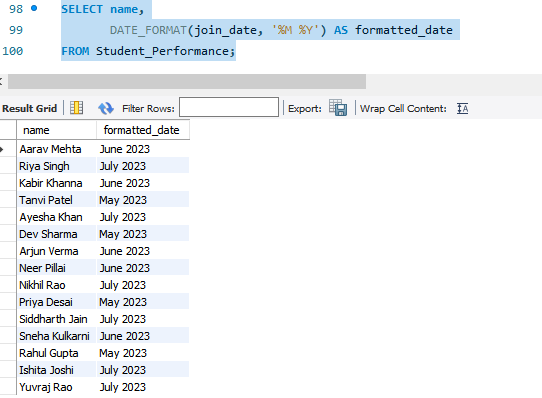 98 SELECT name,
99 DATE_FORMAT(join_date, '%M %Y') AS formatted_date
100 FROM Student_Performance;
Result Grid Filter Rows: Export: Wrap Cell Content: IA
name formatted_date
Aarav Mehta June 2023
Riya Singh July 2023
Kabir Khanna June 2023
Tanvi Patel May 2023
Ayesha Khan July 2023
Dev Sharma May 2023
Arjun Verma June 2023
Neer Pillai June 2023
Nikhil Rao July 2023
Priya Desai May 2023
Siddharth Jain July 2023
Sneha Kulkarni June 2023
Rahul Gupta May 2023
Ishita Joshi July 2023
Yuvraj Rao July 2023